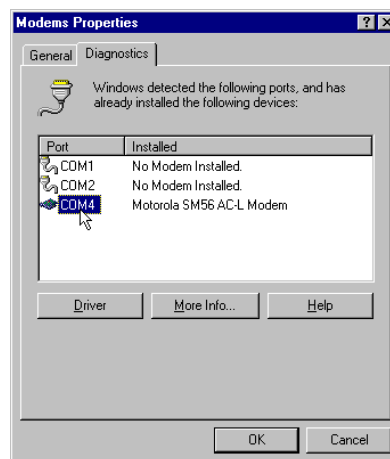 Modems Properties
General Diagnostics
Windows detected the following ports, and has
already installed the following devices:
Port Installed
COM1 No Modem Installed.
COM2 No Modem Installed.
COM4 Motorola SM56 AC-L Modem
Driver More Info... Help
OK Cancel